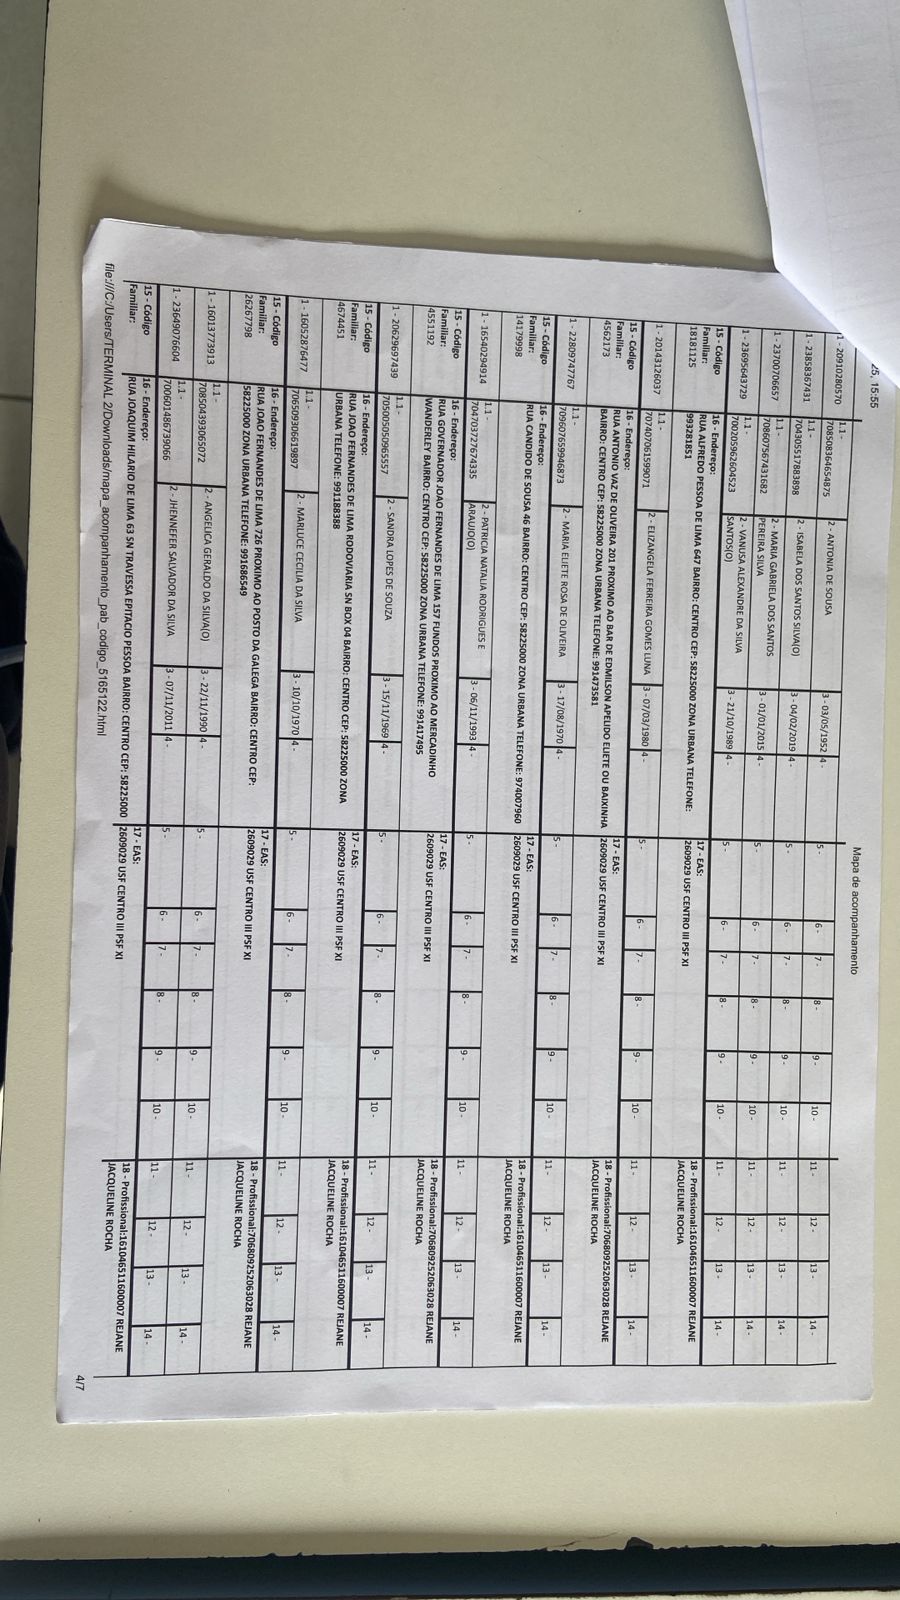 25, 15:55
Mapa de acompanhamento
1 - 20910280570
1.1 -
708508364654875
2 - ANTONIA DE SOUSA
3 - 03/05/1952
4 -
5 -
6 -
7 -
8 -
9 -
10 -
11 -
12 -
13 -
14 -
1 - 23858367431
1.1 -
704305517883898
2 - ISABELA DOS SANTOS SILVA(O)
3 - 04/02/2019
4 -
5 -
6 -
7 -
8 -
9 -
10 -
11 -
12 -
13 -
14 -
1 - 23700706657
1.1 -
708607567431682
2 - MARIA GABRIELA DOS SANTOS
PEREIRA SILVA
3 - 01/01/2015
4 -
5 -
6 -
7 -
8 -
9 -
10 -
11 -
12 -
13 -
14 -
1 - 23695643729
1.1 -
700205962604523
2 - VANUSA ALEXANDRE DA SILVA
SANTOS(O)
3 - 21/10/1989
4 -
5 -
6 -
7 -
8 -
9 -
10 -
11 -
12 -
13 -
14 -
15 - Código
Familiar:
18181125
16 - Endereço:
RUA ALFREDO PESSOA DE LIMA 647 BAIRRO: CENTRO CEP: 58225000 ZONA URBANA TELEFONE:
993281851
17 - EAS:
2609029 USF CENTRO III PSF XI
18 - Profissional:161046511600007 REJANE
JACQUELINE ROCHA
1 - 20143126037
1.1 -
707407061599071
2 - ELIZANGELA FERREIRA GOMES LUNA
3 - 07/03/1980
4 -
5 -
6 -
7 -
8 -
9 -
10 -
11 -
12 -
13 -
14 -
15 - Código
Familiar:
4562173
16 - Endereço:
RUA ANTONIO VAZ DE OLIVEIRA 201 PROXIMO AO BAR DE EDMILSON APELIDO ELIETE OU BAIXINHA
BAIRRO: CENTRO CEP: 58225000 ZONA URBANA TELEFONE: 991473581
17 - EAS:
2609029 USF CENTRO III PSF XI
18 - Profissional:706809252063028 REJANE
JACQUELINE ROCHA
1 - 22809747767
1.1 -
709607659946873
2 - MARIA ELIETE ROSA DE OLIVEIRA
3 - 17/08/1970
4 -
5 -
6 -
7 -
8 -
9 -
10 -
11 -
12 -
13 -
14 -
15 - Código
Familiar:
14179998
16 - Endereço:
RUA CANDIDO DE SOUSA 46 BAIRRO: CENTRO CEP: 58225000 ZONA URBANA TELEFONE: 974007960
17 - EAS:
2609029 USF CENTRO III PSF XI
18 - Profissional:161046511600007 REJANE
JACQUELINE ROCHA
1 - 16540294914
1.1 -
704703727674335
2 - PATRICIA NATALIA RODRIGUES E
ARAUJO(O)
3 - 06/11/1993
4 -
5 -
6 -
7 -
8 -
9 -
10 -
11 -
12 -
13 -
14 -
15 - Código
Familiar:
4551192
16 - Endereço:
RUA GOVERNADOR JOAO FERNANDES DE LIMA 157 FUNDOS PROXIMO AO MERCADINHO
WANDERLEY BAIRRO: CENTRO CEP: 58225000 ZONA URBANA TELEFONE: 991417495
17 - EAS:
2609029 USF CENTRO III PSF XI
18 - Profissional:706809252063028 REJANE
JACQUELINE ROCHA
1 - 20629697439
1.1 -
705005050965557
2 - SANDRA LOPES DE SOUZA
3 - 15/11/1969
4 -
5 -
6 -
7 -
8 -
9 -
10 -
11 -
12 -
13 -
14 -
15 - Código
Familiar:
4674451
16 - Endereço:
RUA JOAO FERNANDES DE LIMA RODOVIARIA SN BOX 04 BAIRRO: CENTRO CEP: 58225000 ZONA
URBANA TELEFONE: 991188388
17 - EAS:
2609029 USF CENTRO III PSF XI
18 - Profissional:161046511600007 REJANE
JACQUELINE ROCHA
1 - 16052876477
1.1 -
706509306619897
2 - MARLUCE CECILIA DA SILVA
3 - 10/10/1970
4 -
5 -
6 -
7 -
8 -
9 -
10 -
11 -
12 -
13 -
14 -
15 - Código
Familiar:
26267798
16 - Endereço:
RUA JOAO FERNANDES DE LIMA 726 PROXIMO AO POSTO DA GALEGA BAIRRO: CENTRO CEP:
58225000 ZONA URBANA TELEFONE: 991686549
17 - EAS:
2609029 USF CENTRO III PSF XI
18 - Profissional:706809252063028 REJANE
JACQUELINE ROCHA
1 - 16013773913
1.1 -
708504393065072
2 - ANGELICA GERALDO DA SILVA(O)
3 - 22/11/1990
4 -
5 -
6 -
7 -
8 -
9 -
10 -
11 -
12 -
13 -
14 -
1 - 23649076604
1.1 -
700601486739066
2 - JHENNEFER SALVADOR DA SILVA
3 - 07/11/2011
4 -
5 -
6 -
7 -
8 -
9 -
10 -
11 -
12 -
13 -
14 -
15 - Código
Familiar:
16 - Endereço:
RUA JOAQUIM HILARIO DE LIMA 63 SN TRAVESSA EPITACIO PESSOA BAIRRO: CENTRO CEP: 58225000
17 - EAS:
2609029 USF CENTRO III PSF XI
18 - Profissional:161046511600007 REJANE
JACQUELINE ROCHA
file:///C:/Users/TERMINAL 2/Downloads/mapa_acompanhamento_pab_codigo_5165122.html
4/7